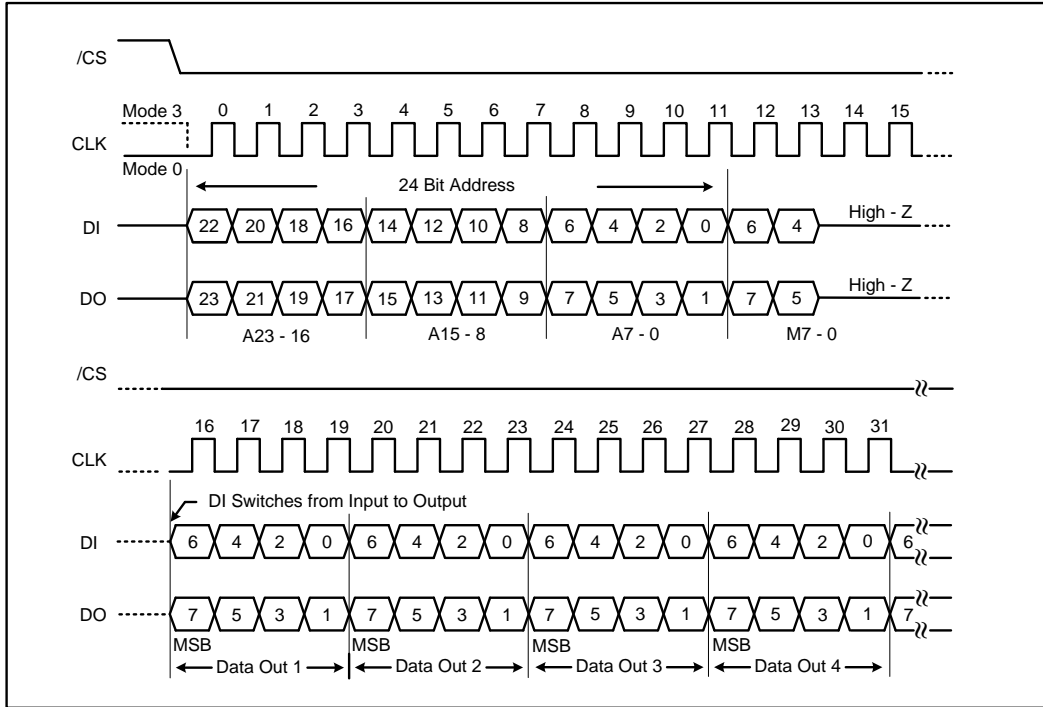 /CS
Mode 3 0 1 2 3 4 5 6 7 8 9 10 11 12 13 14 15
CLK
Mode 0
24 Bit Address
DI 22 20 18 16 14 12 10 8 6 4 2 0 6 4 High - Z
DO 23 21 19 17 15 13 11 9 7 5 3 1 7 5 High - Z
A23 - 16 A15 - 8 A7 - 0 M7 - 0
/CS
16 17 18 19 20 21 22 23 24 25 26 27 28 29 30 31
CLK
DI Switches from Input to Output
DI 6 4 2 0 6 4 2 0 6 4 2 0 6 4 2 0 6
DO 7 5 3 1 7 5 3 1 7 5 3 1 7 5 3 1 7
MSB MSB MSB MSB
Data Out 1 Data Out 2 Data Out 3 Data Out 4